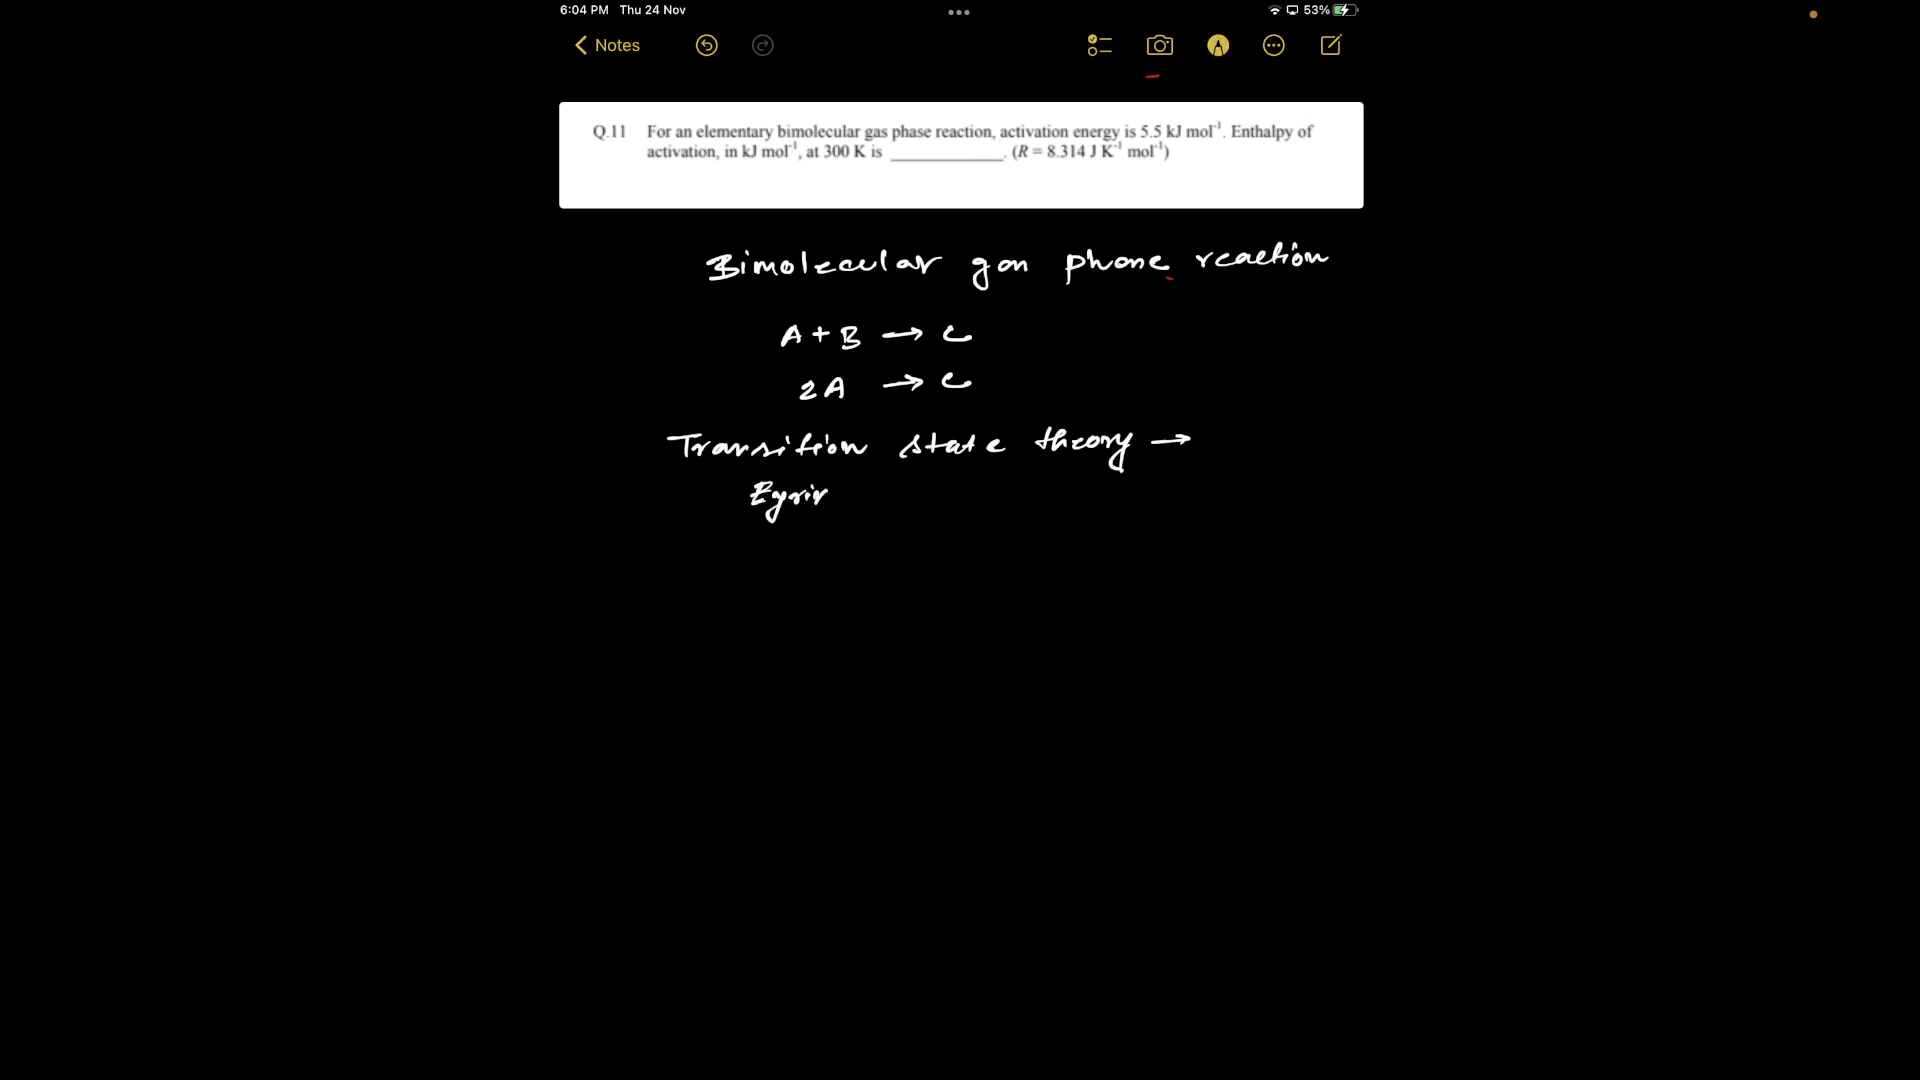 6:04 PM Thu 24 Nov
53%
Notes
Q.11 For an elementary bimolecular gas phase reaction, activation energy is 5.5 kJ mol⁻¹. Enthalpy of
activation, in kJ mol⁻¹, at 300 K is ____________. (R = 8.314 J K⁻¹ mol⁻¹)
Bimolecular gas phase reaction
A + B → C
2A → C
Transition state theory →